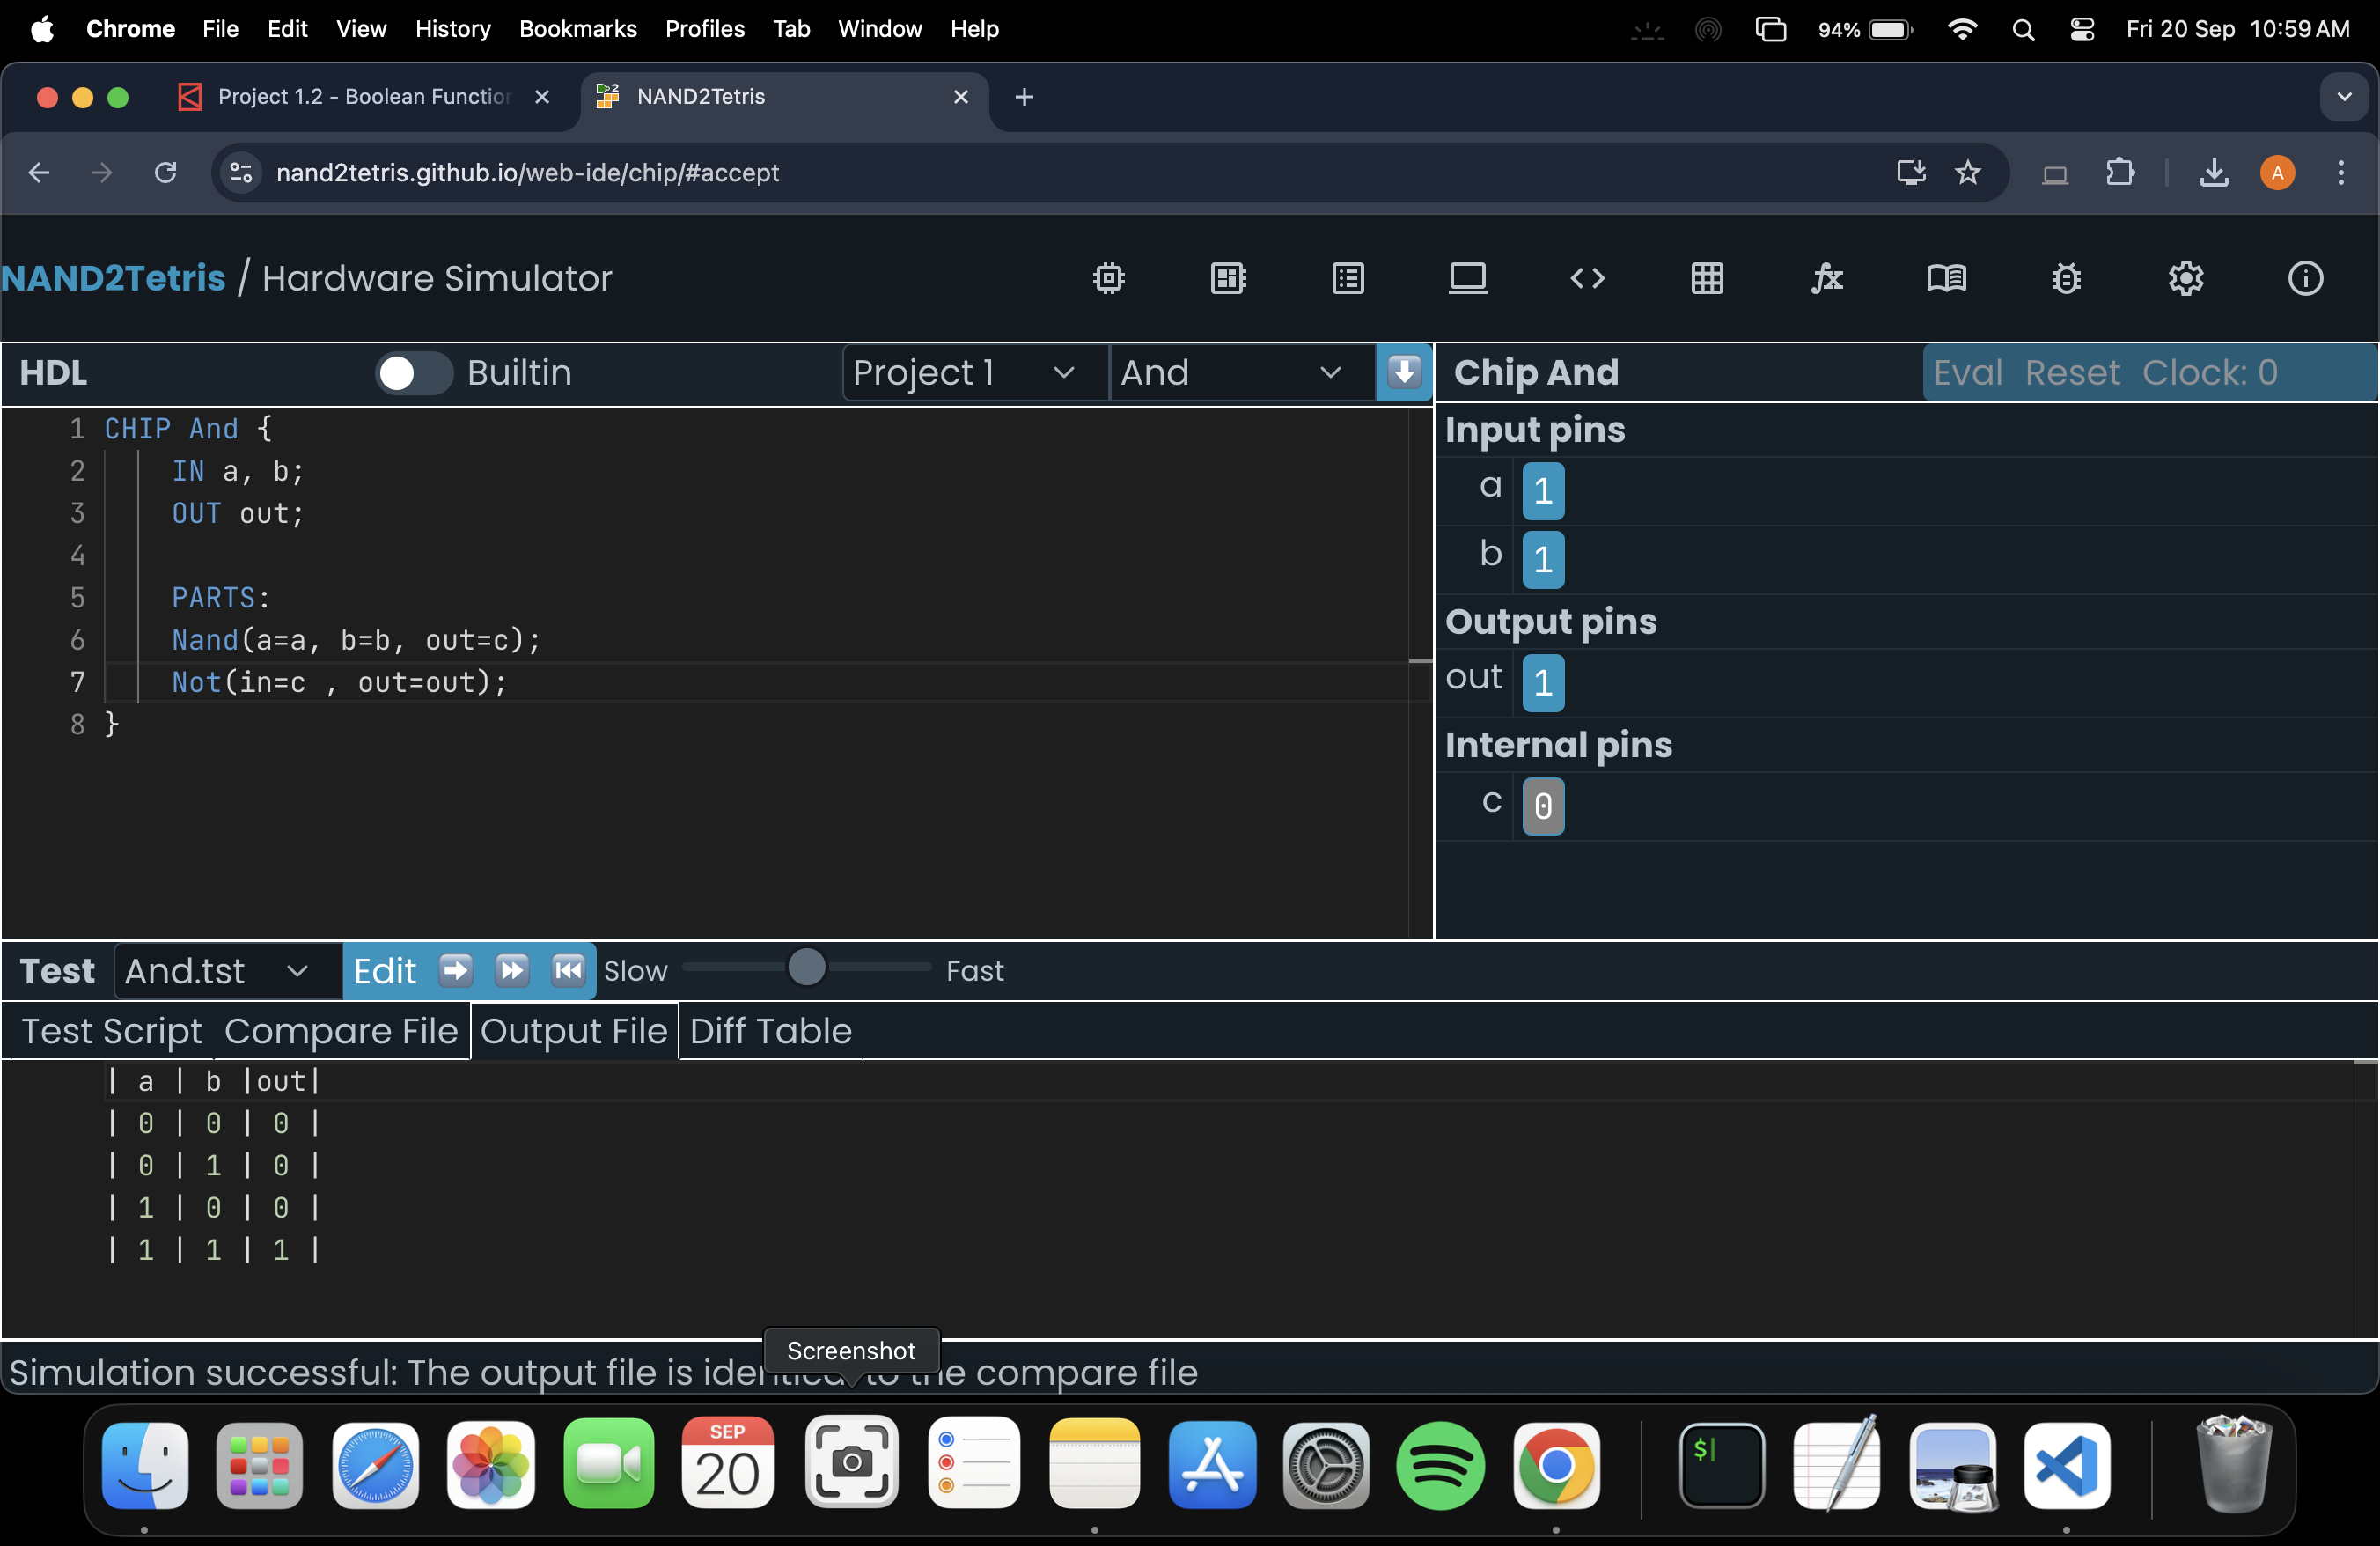 Chrome File Edit View History Bookmarks Profiles Tab Window Help 94% Fri 20 Sep 10:59 AM
Project 1.2 - Boolean Function NAND2Tetris
nand2tetris.github.io/web-ide/chip/#accept A
NAND2Tetris / Hardware Simulator
HDL Builtin Project 1 And
1 CHIP And {
2 IN a, b;
3 OUT out;
4
5 PARTS:
6 Nand(a=a, b=b, out=c);
7 Not(in=c , out=out);
8 }
Chip And Eval Reset Clock: 0
Input pins
a 1
b 1
Output pins
out 1
Internal pins
c 0
Test And.tst Edit Slow Fast
Test Script Compare File Output File Diff Table
| a | b |out|
| 0 | 0 | 0 |
| 0 | 1 | 0 |
| 1 | 0 | 0 |
| 1 | 1 | 1 |
Screenshot
Simulation successful: The output file is identical to the compare file
SEP
20
$